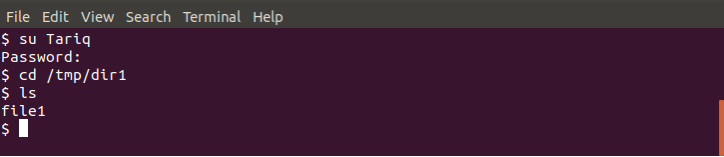 File Edit View Search Terminal Help
$ su Tariq
Password:
$ cd /tmp/dir1
$ ls
file1
$